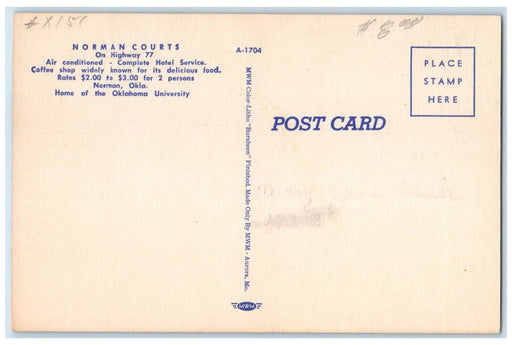 NORMAN COURTS
On Highway 77
Air conditioned - Complete Hotel Service.
Coffee shop widely known for its delicious food.
Rates $2.00 to $3.00 for 2 persons
Norman, Okla.
Home of the Oklahoma University
A-1704
MWM Color-Litho "Bursheen" Finished, Made Only By MWM - Aurora, Mo.
MWM
POST CARD
PLACE
STAMP
HERE